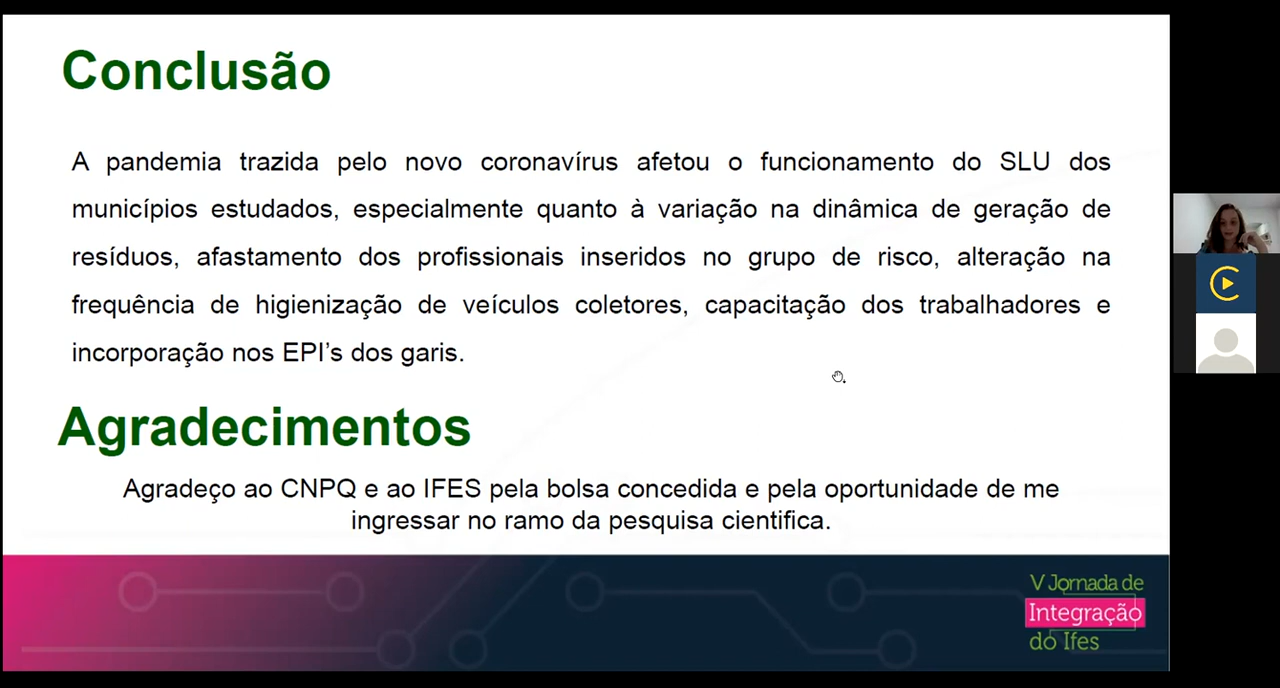 Conclusão
A pandemia trazida pelo novo coronavírus afetou o funcionamento do SLU dos
municípios estudados, especialmente quanto à variação na dinâmica de geração de
resíduos, afastamento dos profissionais inseridos no grupo de risco, alteração na
frequência de higienização de veículos coletores, capacitação dos trabalhadores e
incorporação nos EPI’s dos garis.
Agradecimentos
Agradeço ao CNPQ e ao IFES pela bolsa concedida e pela oportunidade de me
ingressar no ramo da pesquisa cientifica.
V Jornada de
Integração
do Ifes